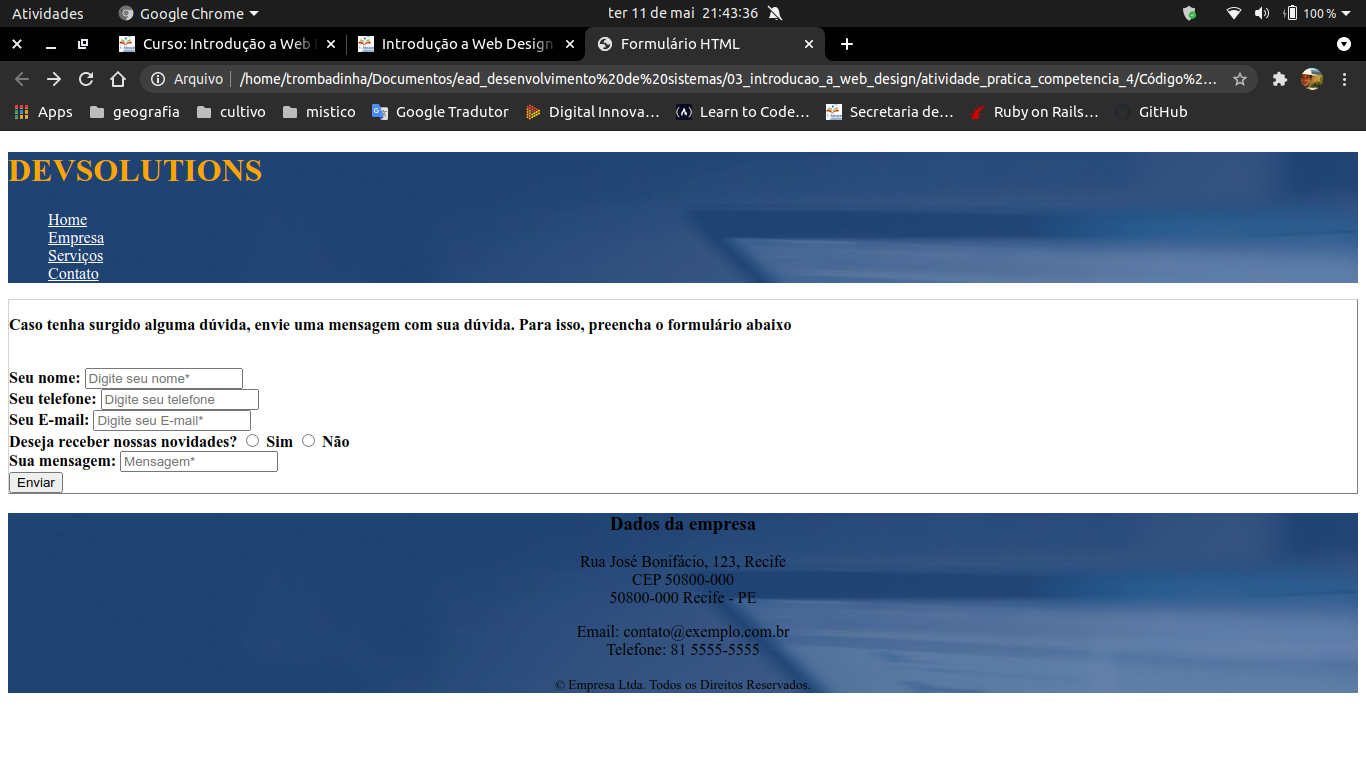 Atividades Google Chrome ter 11 de mai 21:43:36 100 %
Curso: Introdução a Web Introdução a Web Design Formulário HTML
Arquivo /home/trombadinha/Documentos/ead_desenvolvimento%20de%20sistemas/03_introducao_a_web_design/atividade_pratica_competencia_4/Código%2...
Apps geografia cultivo mistico Google Tradutor Digital Innova... Learn to Code... Secretaria de... Ruby on Rails... GitHub
DEVSOLUTIONS
Home
Empresa
Serviços
Contato
Caso tenha surgido alguma dúvida, envie uma mensagem com sua dúvida. Para isso, preencha o formulário abaixo
Seu nome: Digite seu nome*
Seu telefone: Digite seu telefone
Seu E-mail: Digite seu E-mail*
Deseja receber nossas novidades? Sim Não
Sua mensagem: Mensagem*
Enviar
Dados da empresa
Rua José Bonifácio, 123, Recife
CEP 50800-000
50800-000 Recife - PE
Email: contato@exemplo.com.br
Telefone: 81 5555-5555
© Empresa Ltda. Todos os Direitos Reservados.